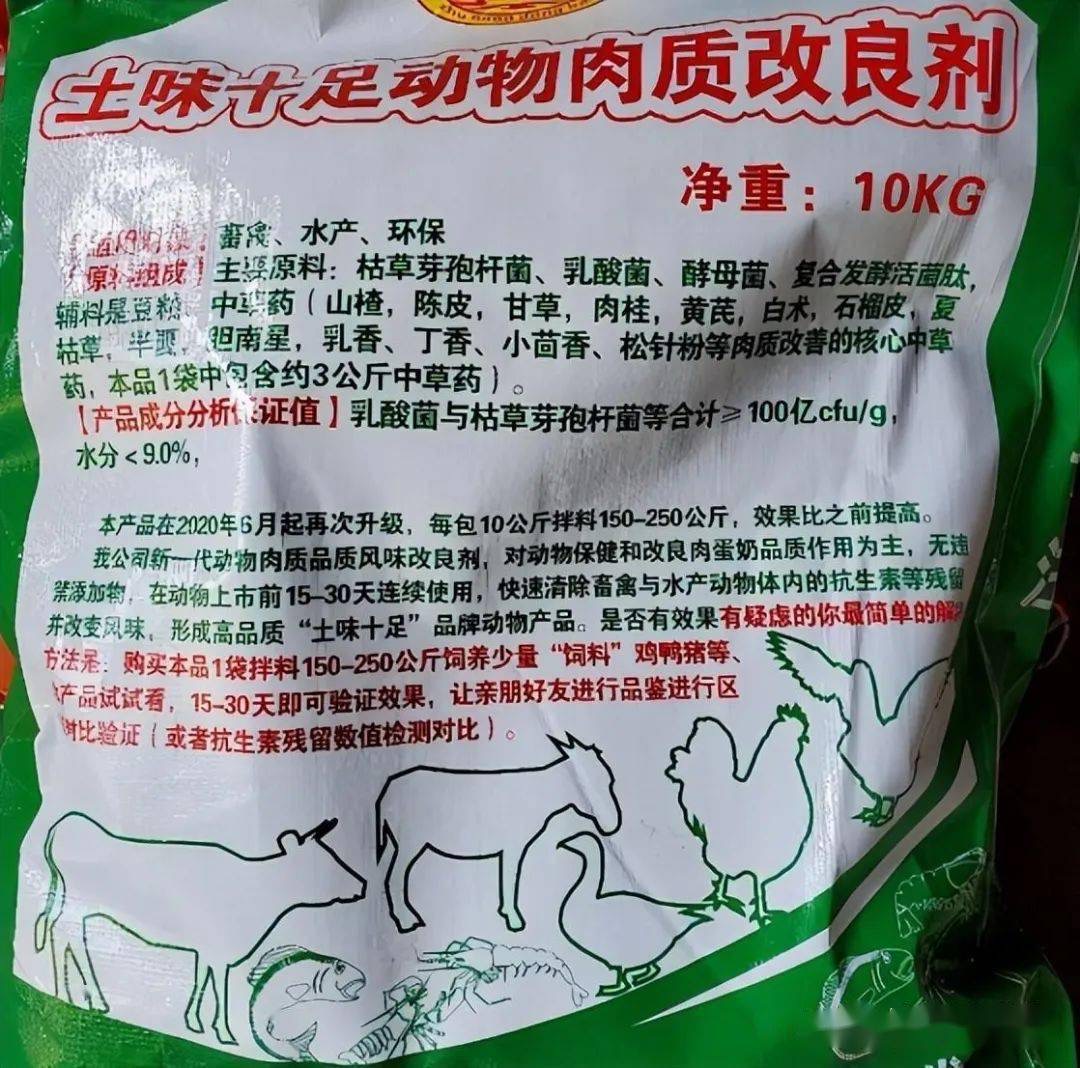 土味十足动物肉质改良剂
净重：10KG
畜禽、水产、环保
【原料组成】主要原料：枯草芽孢杆菌、乳酸菌、酵母菌、复合发酵活菌肽，
辅料是豆粕、中草药（山楂，陈皮，甘草，肉桂，黄芪，白术，石榴皮，夏
枯草，半夏，胆南星，乳香、丁香、小茴香、松针粉等肉质改善的核心中草
药，本品1袋中包含约3公斤中草药）。
【产品成分分析保证值】乳酸菌与枯草芽孢杆菌等合计≥100亿cfu/g，
水分<9.0%，
本产品在2020年6月起再次升级，每包10公斤拌料150-250公斤，效果比之前提高。
我公司新一代动物肉质品质风味改良剂，对动物保健和改良肉蛋奶品质作用为主，无违
禁添加物，在动物上市前15-30天连续使用，快速清除畜禽与水产动物体内的抗生素等残留
并改变风味，形成高品质“土味十足”品牌动物产品。是否有效果有疑虑的你最简单的解决
方法是：购买本品1袋拌料150-250公斤饲养少量“饲料”鸡鸭猪等、
产品试试看，15-30天即可验证效果，让亲朋好友进行品鉴进行区
对比验证（或者抗生素残留数值检测对比）。